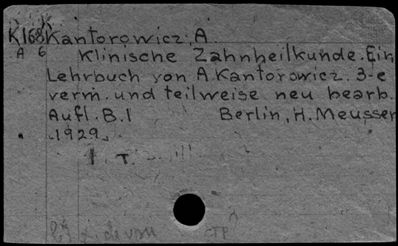 K168 Kantorowicz, A.
A 6 Klinische Zahnheilkunde. Ein
Lehrbuch von A Kantorowicz. 3-e
verm. und teilweise neu bearb.
Aufl. B.I Berlin, H. Meusser
1929
1. T.